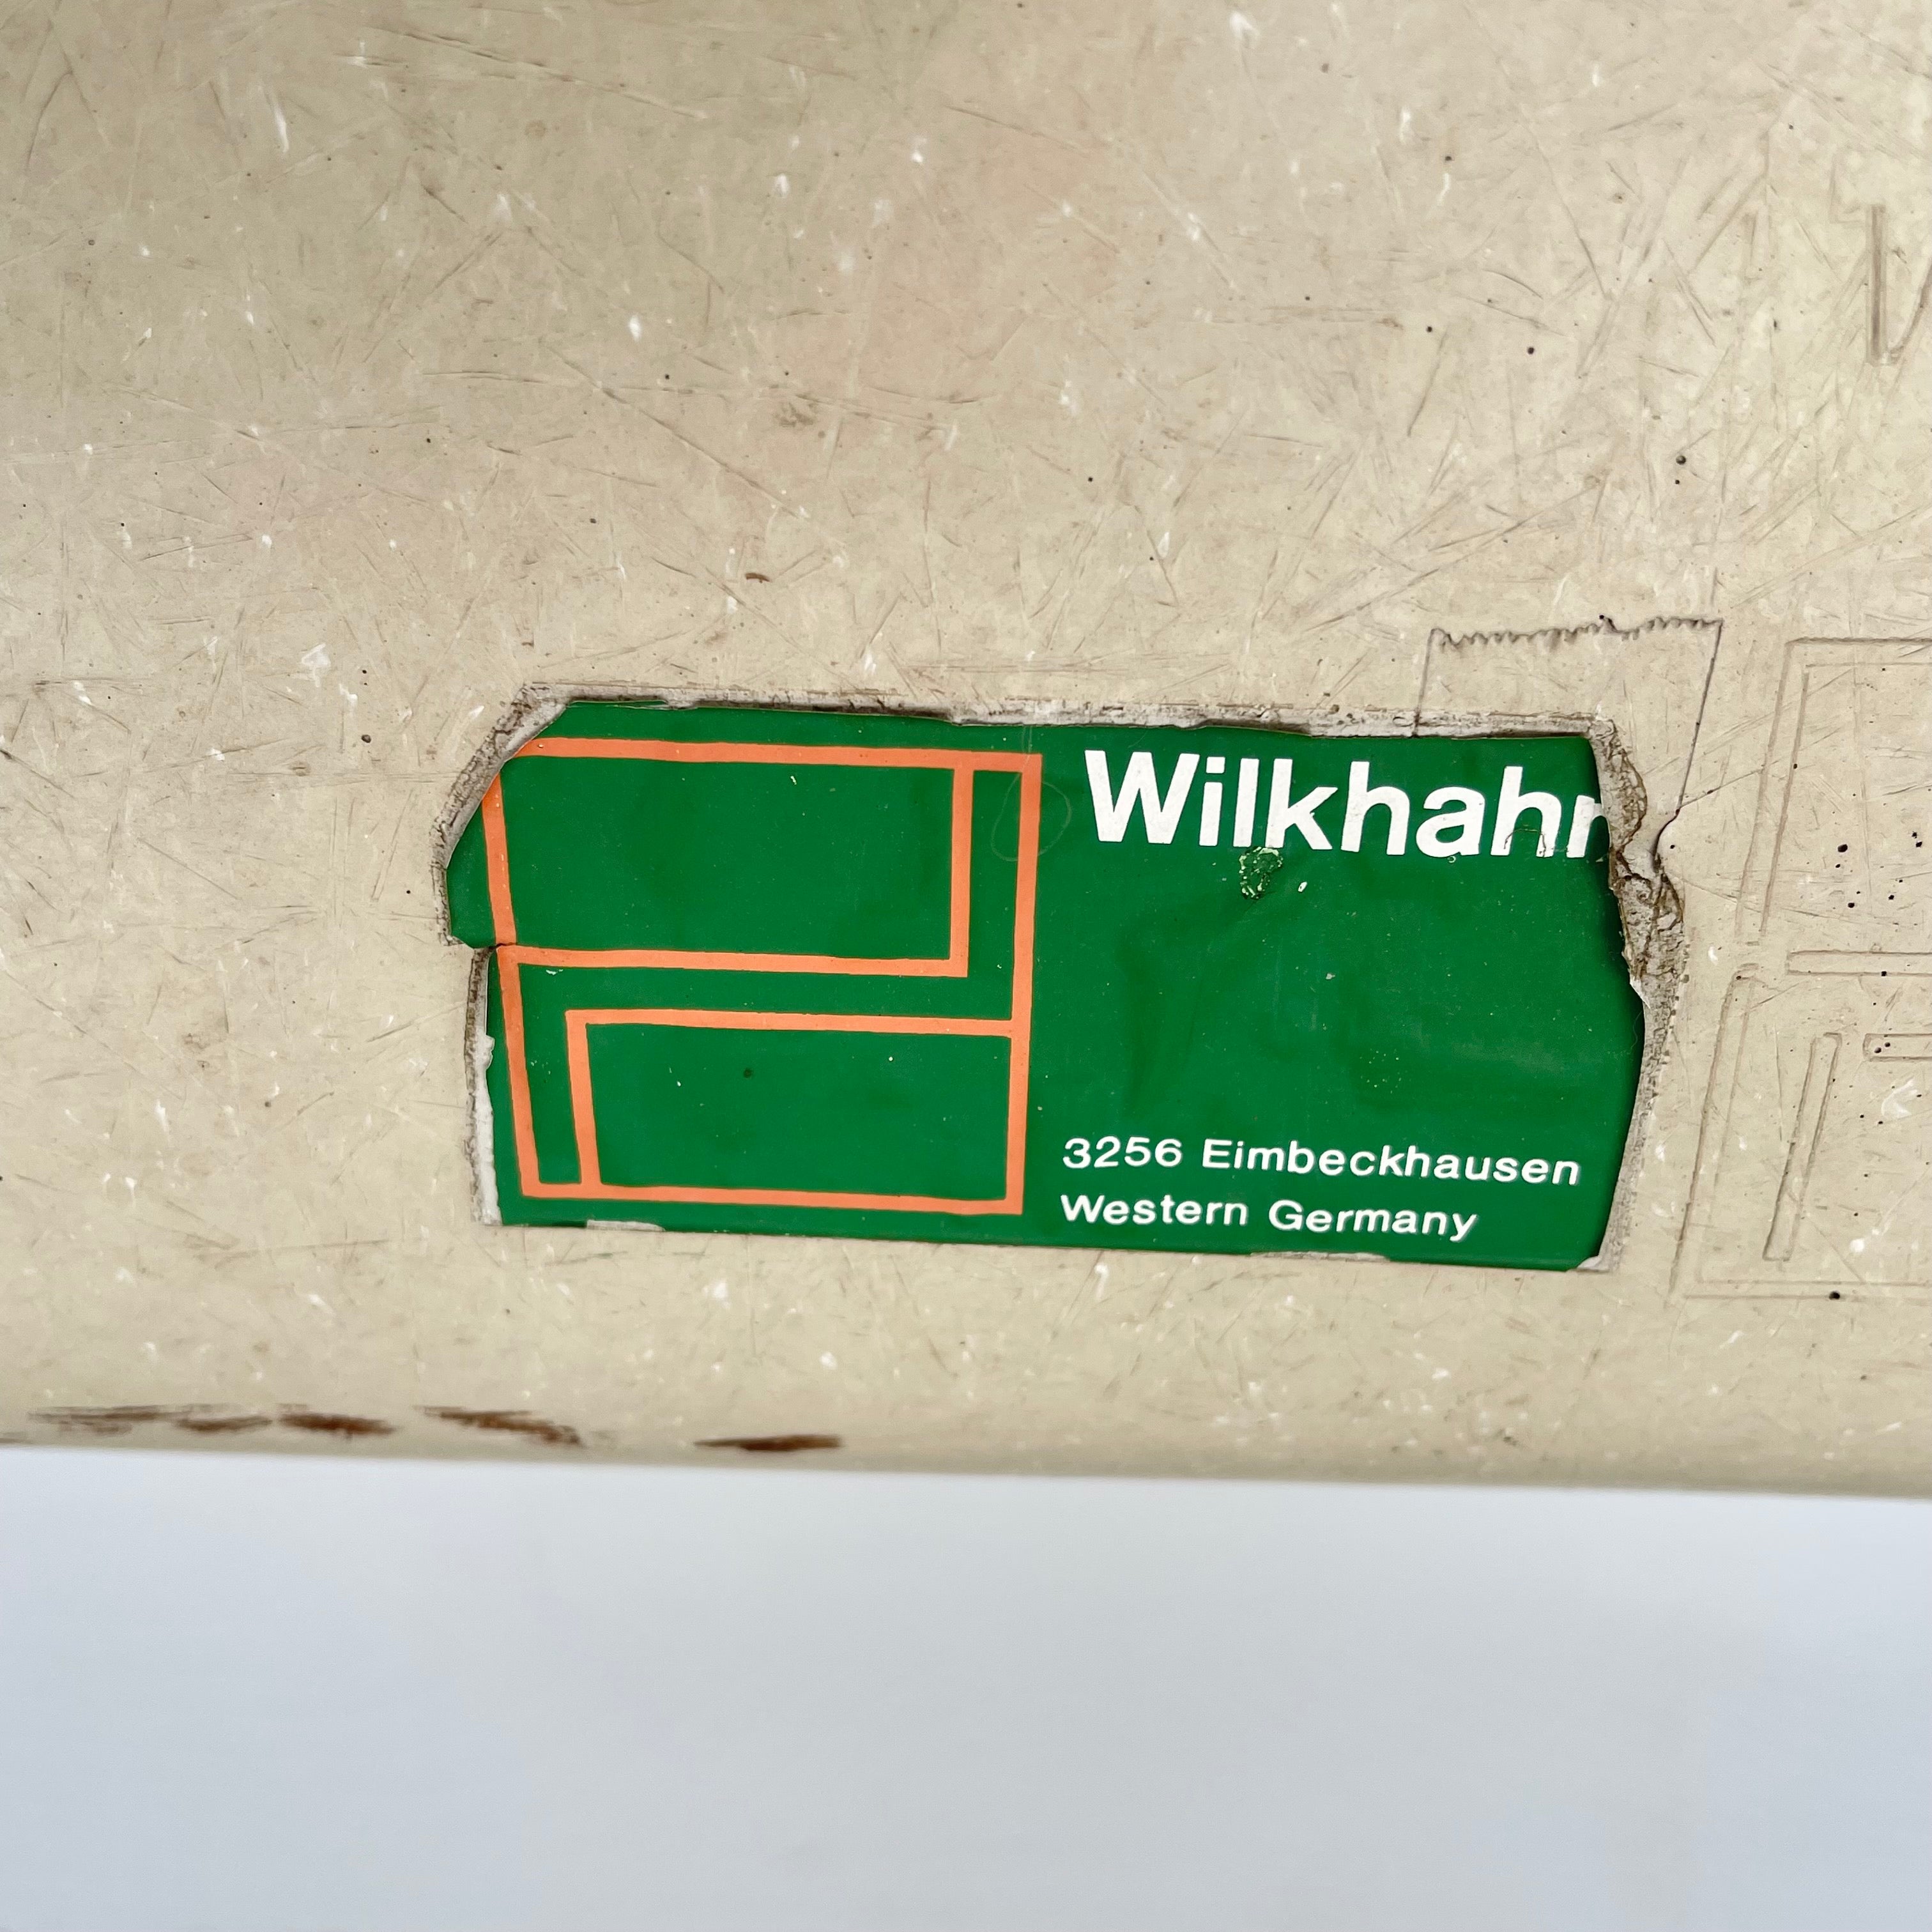 Wilkhahn
3256 Eimbeckhausen
Western Germany